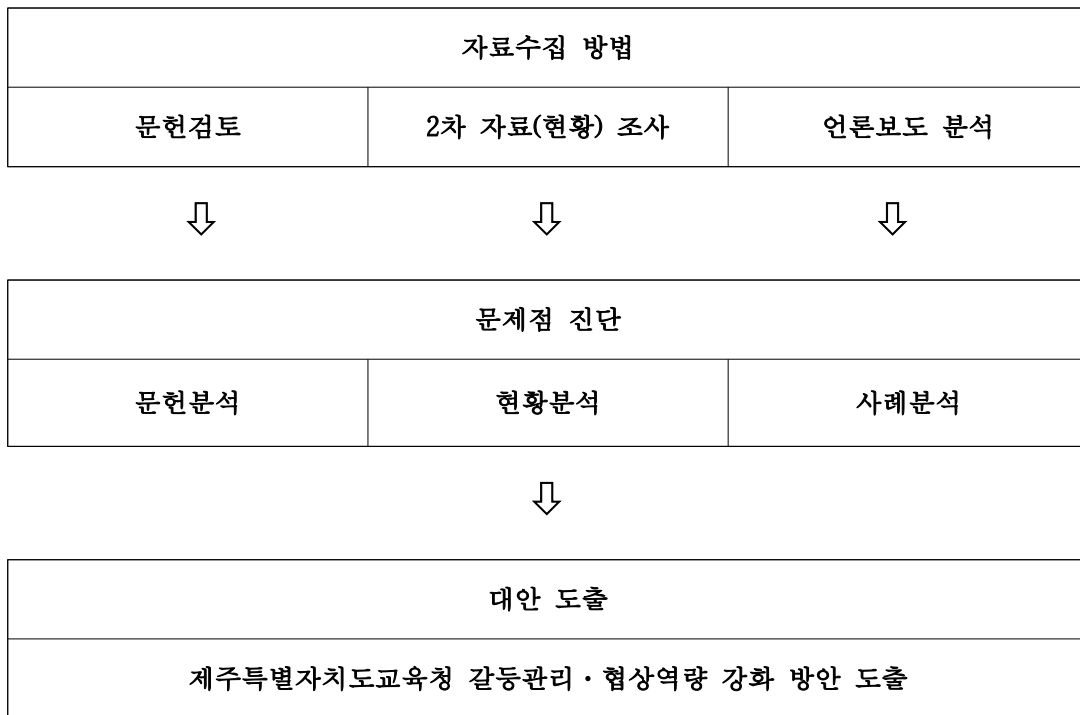 자료수집 방법
문헌검토
2차 자료(현황) 조사
언론보도 분석
문제점 진단
문헌분석
현황분석
사례분석
대안 도출
제주특별자치도교육청 갈등관리・협상역량 강화 방안 도출